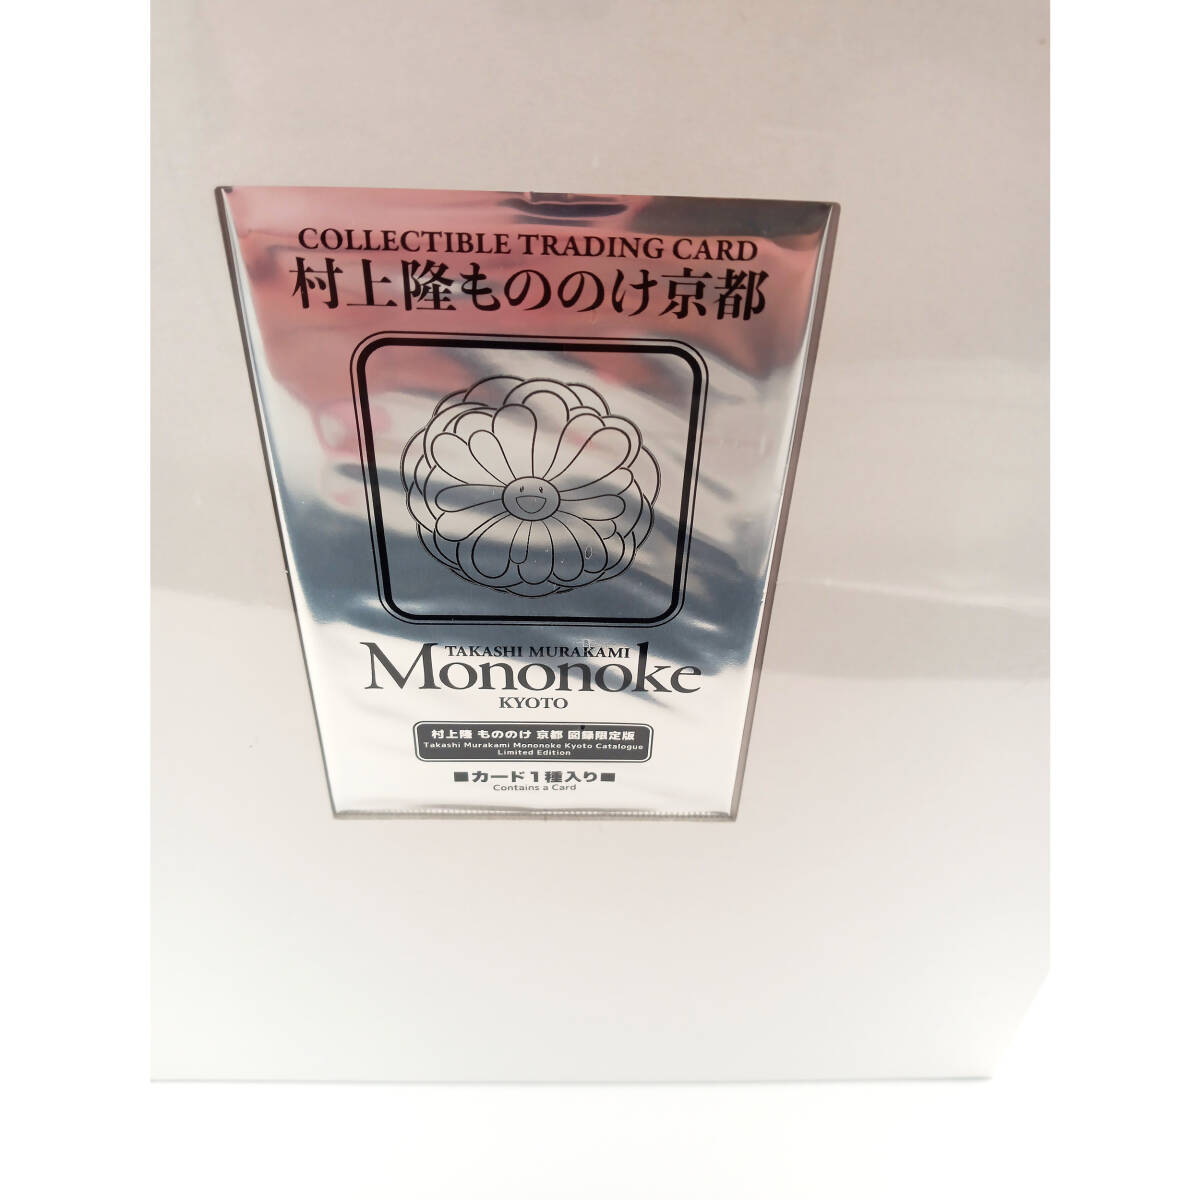 COLLECTIBLE TRADING CARD
村上隆もののけ京都
TAKASHI MURAKAMI
Mononoke
KYOTO
村上隆 もののけ 京都 図録限定版
Takashi Murakami Mononoke Kyoto Catalogue
Limited Edition
■カード1種入り■
Contains a Card